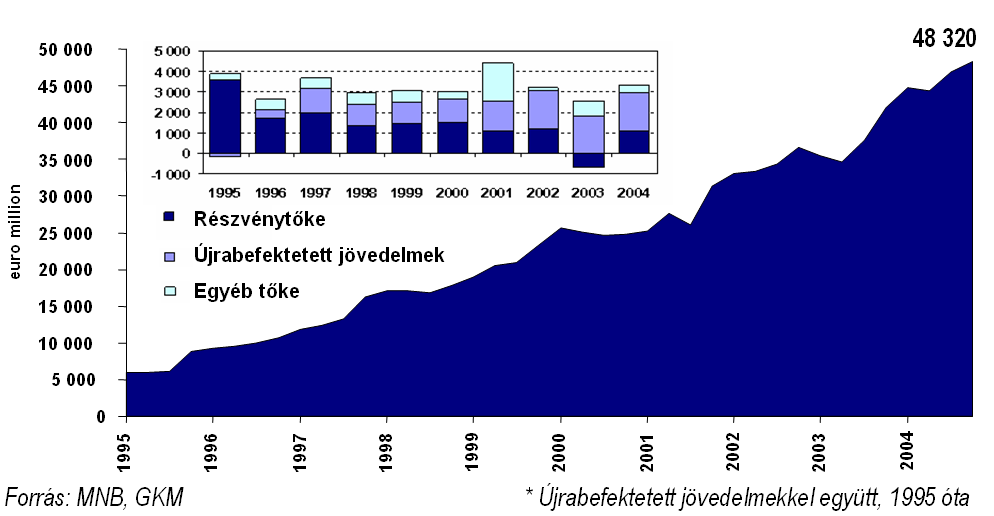 48 320
50 000
45 000
40 000
35 000
30 000
25 000
20 000
15 000
10 000
5 000
0
euro million
5 000
4 000
3 000
2 000
1 000
0
-1 000
1995 1996 1997 1998 1999 2000 2001 2002 2003 2004
Részvénytőke
Újrabefektetett jövedelmek
Egyéb tőke
1995 1996 1997 1998 1999 2000 2001 2002 2003 2004
Forrás: MNB, GKM
* Újrabefektetett jövedelmekkel együtt, 1995 óta